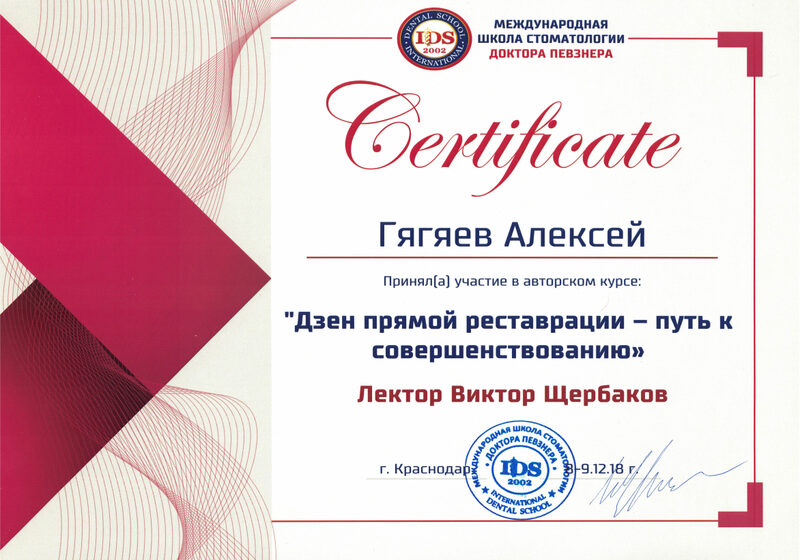 DENTAL SCHOOL
IDS
2002
INTERNATIONAL
МЕЖДУНАРОДНАЯ
ШКОЛА СТОМАТОЛОГИИ
ДОКТОРА ПЕВЗНЕРА
Certificate
Гягяев Алексей
Принял(а) участие в авторском курсе:
"Дзен прямой реставрации – путь к
совершенствованию»
Лектор Виктор Щербаков
г. Краснодар 8-9.12.18 г.
МЕЖДУНАРОДНАЯ ШКОЛА СТОМАТОЛОГИИ
ДОКТОРА ПЕВЗНЕРА
IDS
2002
INTERNATIONAL
DENTAL SCHOOL